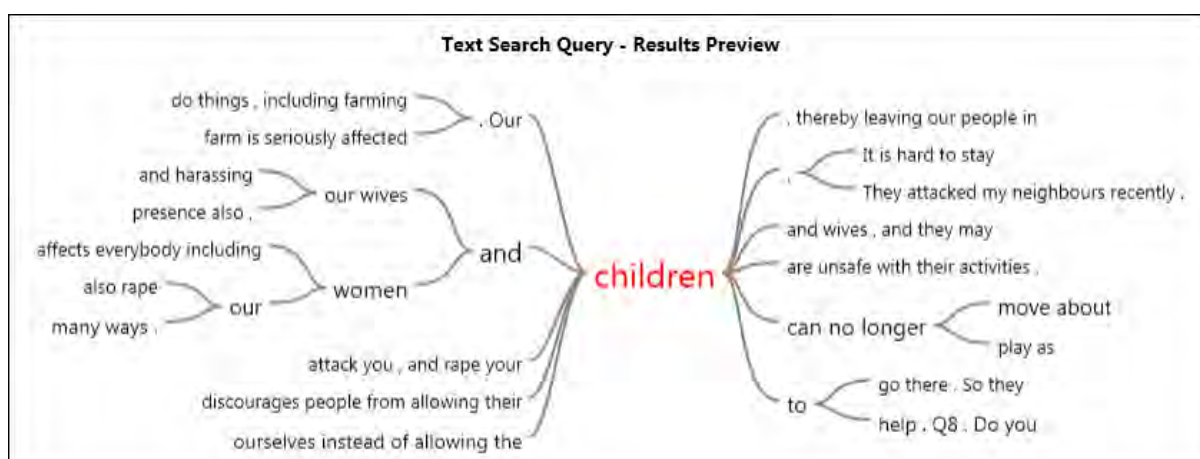 Text Search Query - Results Preview
do things , including farming
farm is seriously affected
. Our
and harassing
presence also ,
our wives
affects everybody including
also rape
many ways .
our
women
and
attack you , and rape your
discourages people from allowing their
ourselves instead of allowing the
children
, thereby leaving our people in
.
It is hard to stay
They attacked my neighbours recently .
and wives , and they may
are unsafe with their activities .
can no longer
move about
play as
to
go there . So they
help . Q8 . Do you